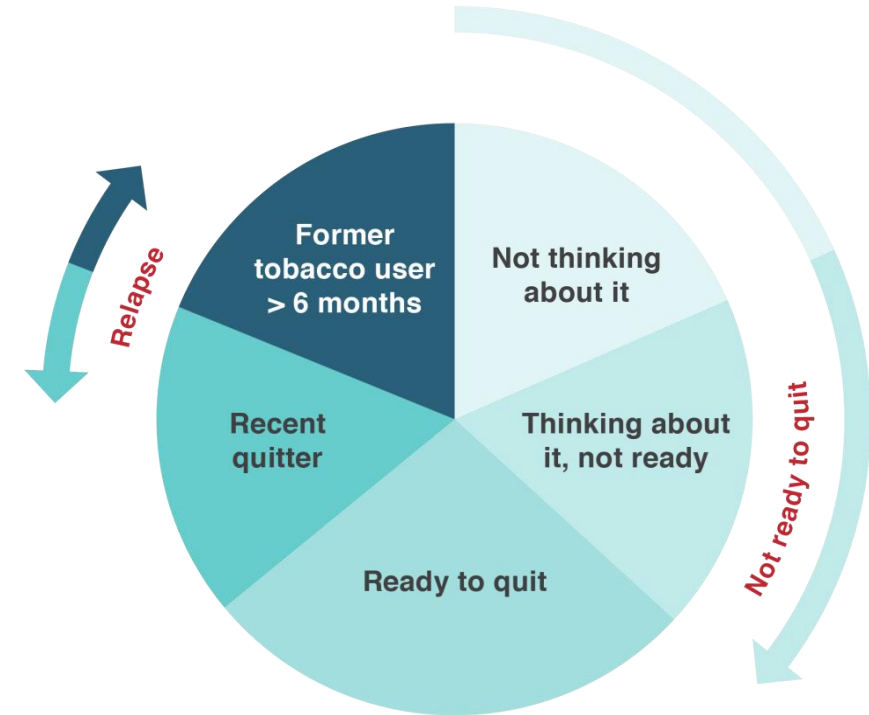 Former
tobacco user
> 6 months
Not thinking
about it
Relapse
Recent
quitter
Thinking about
it, not ready
Not ready to quit
Ready to quit